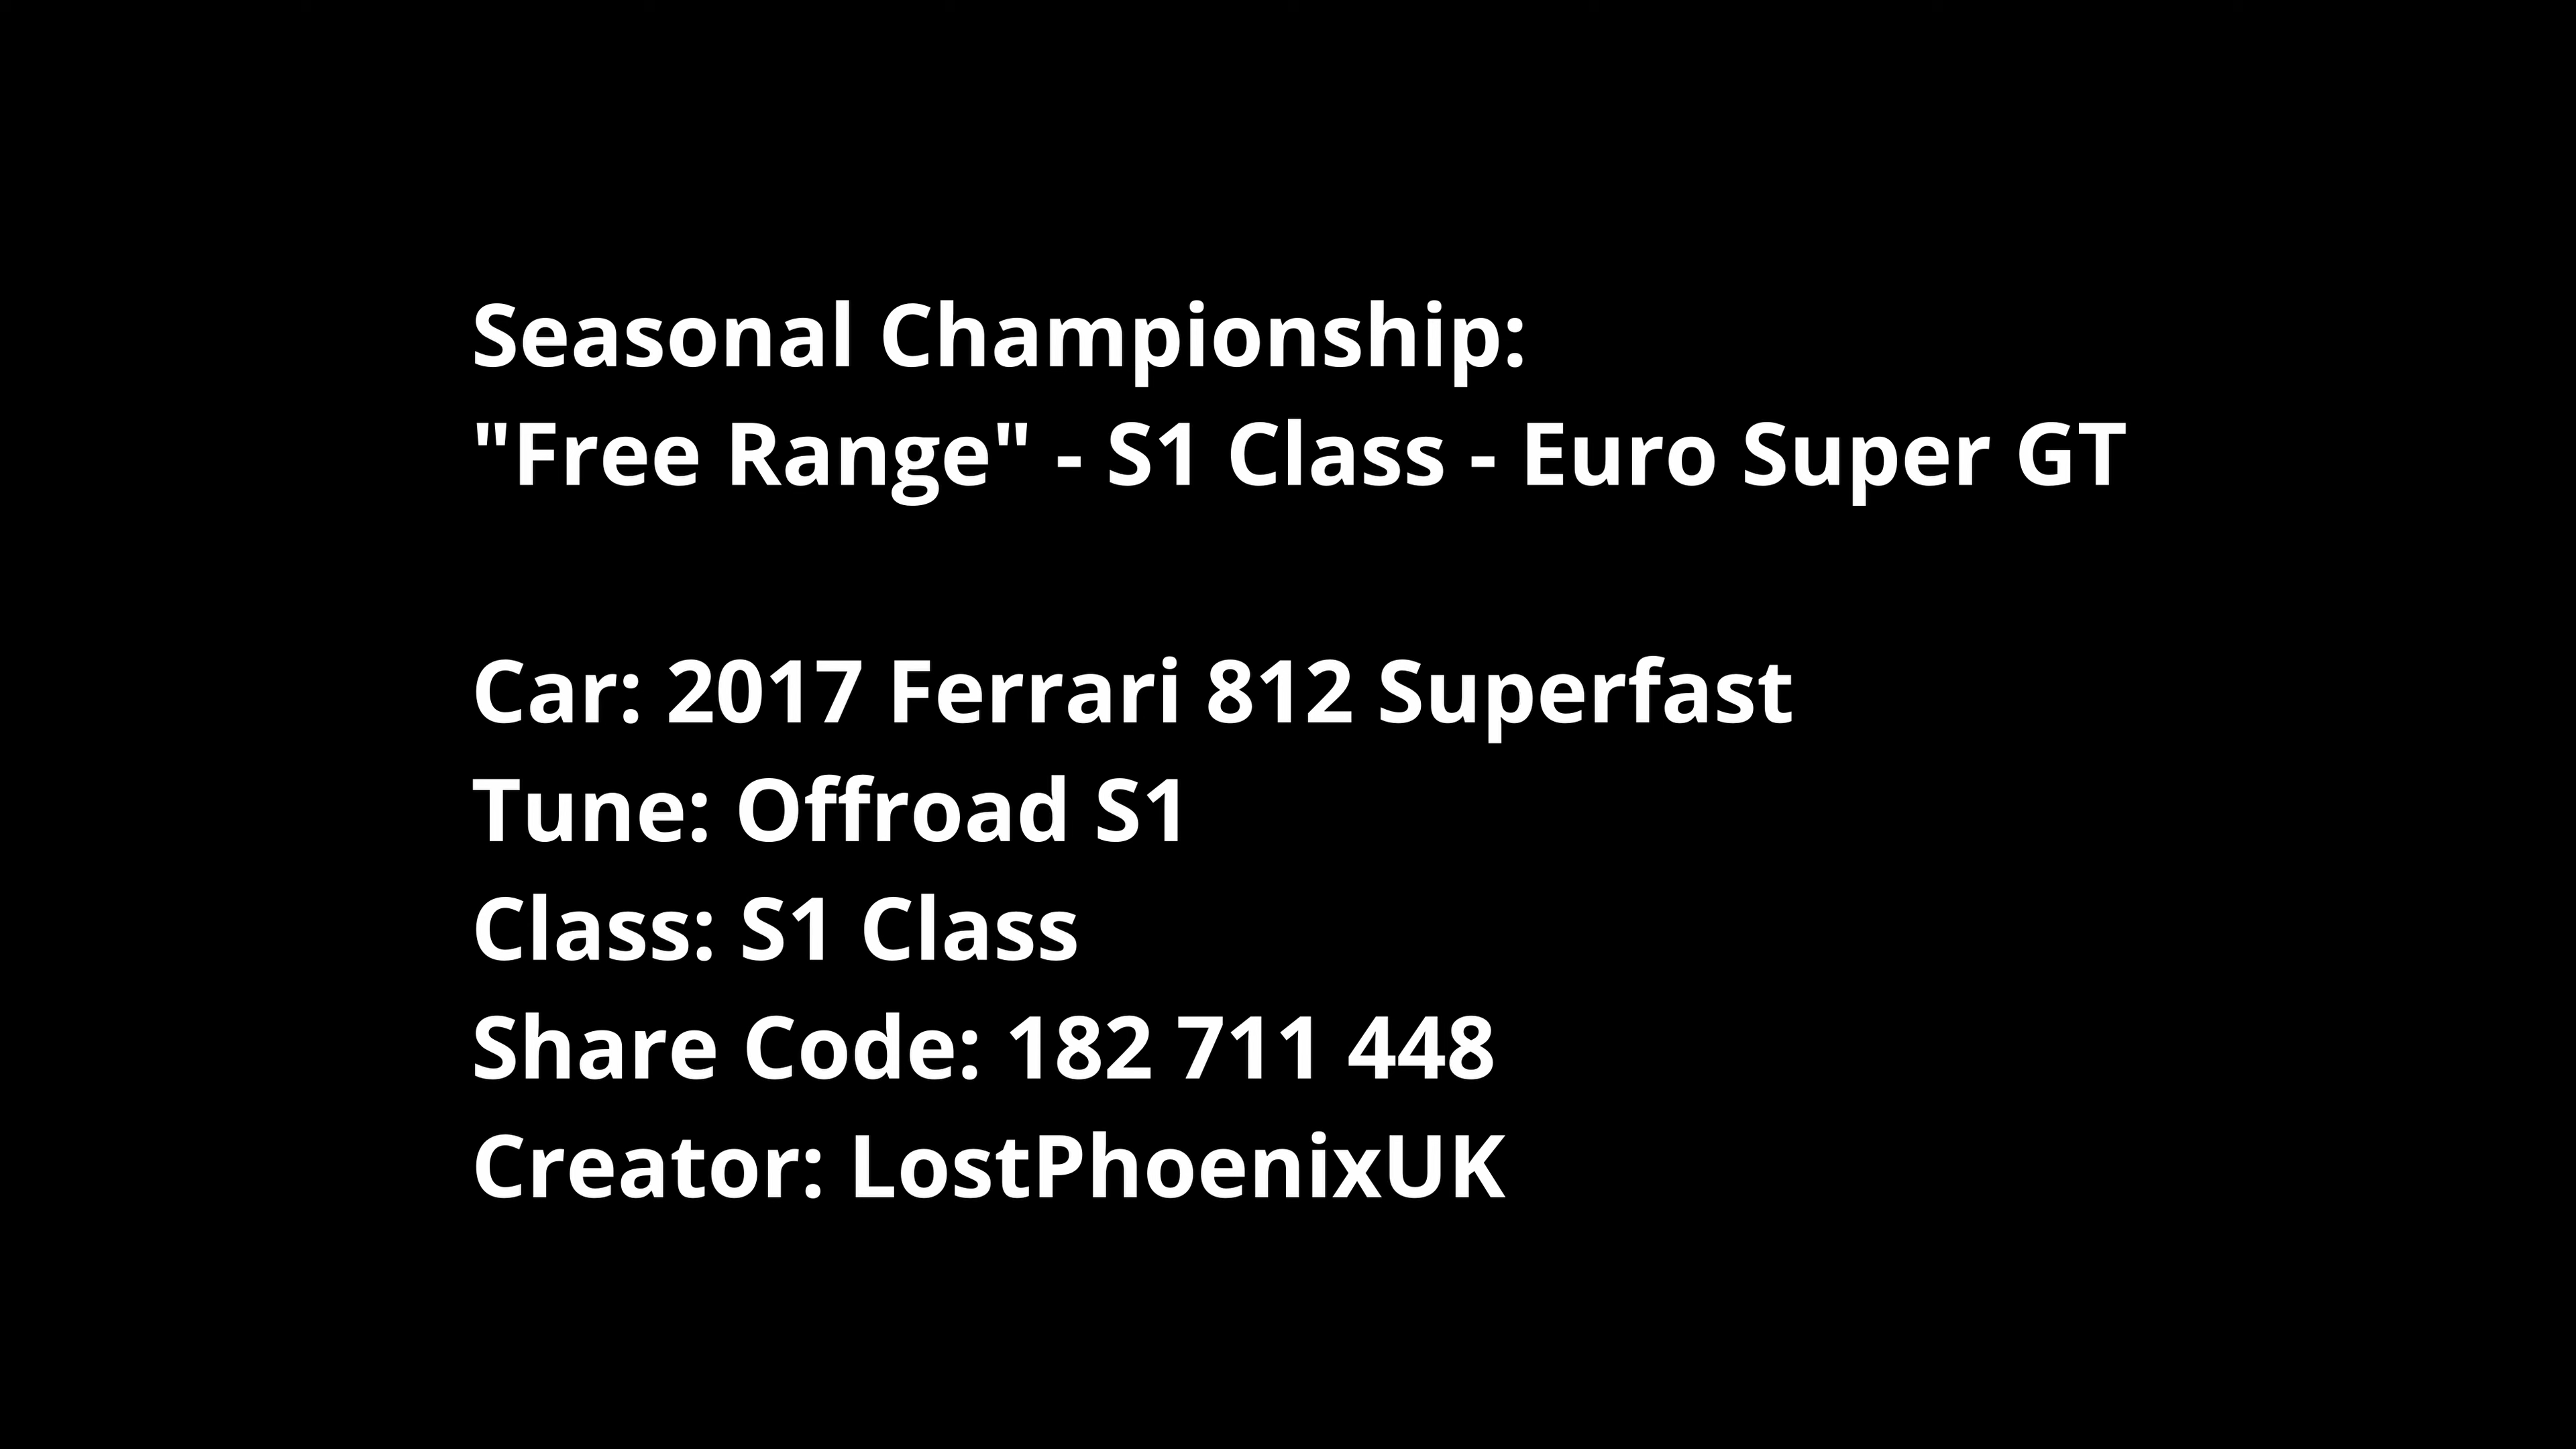 Seasonal Championship:
"Free Range" - S1 Class - Euro Super GT
Car: 2017 Ferrari 812 Superfast
Tune: Offroad S1
Class: S1 Class
Share Code: 182 711 448
Creator: LostPhoenixUK